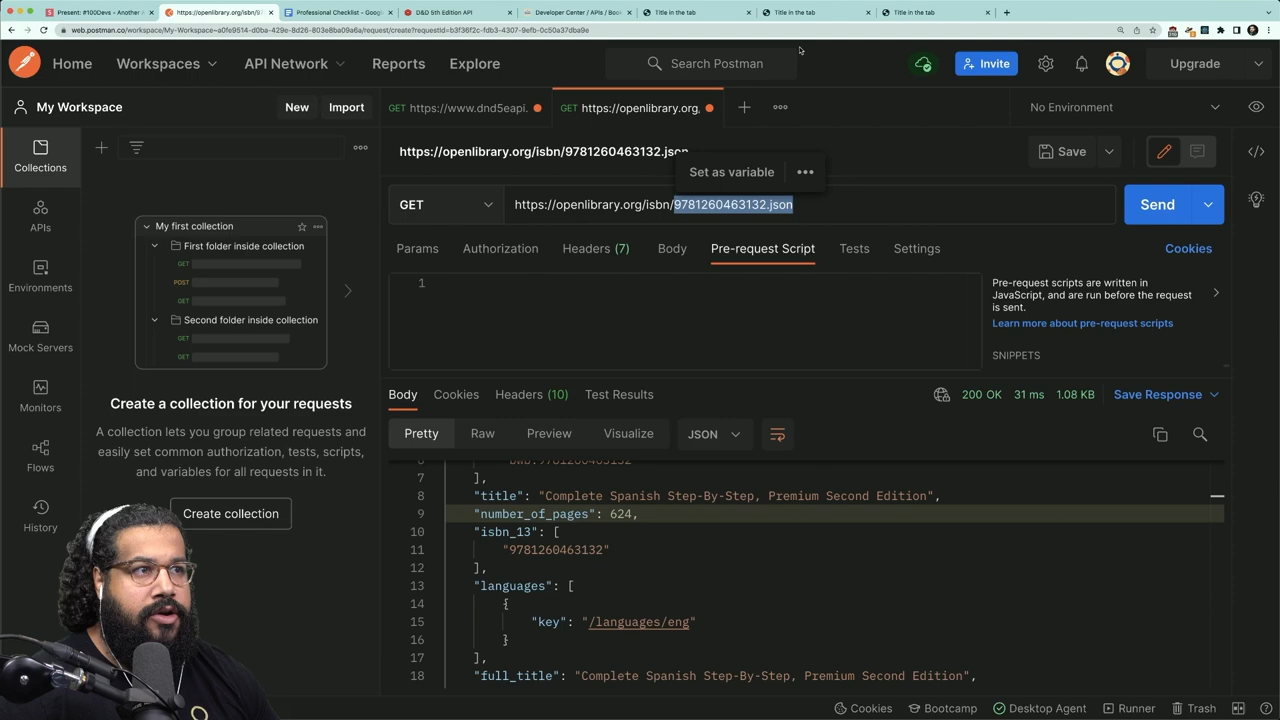 Present: #100Devs - Another A
https://openlibrary.org/isbn/97
Professional Checklist - Google
D&D 5th Edition API
Developer Center / APIs / Book
Title in the tab
Title in the tab
Title in the tab
web.postman.co/workspace/My-Workspace~a0fe9514-d0ba-429e-8d26-803e8ba09a6a/request/create?requestId=b3f36f2c-fdb3-4307-9efb-0c50a37dba9e
Home
Workspaces
API Network
Reports
Explore
Search Postman
Invite
Upgrade
My Workspace
New
Import
GET https://www.dnd5eapi.
GET https://openlibrary.org,
No Environment
Collections
APIs
Environments
Mock Servers
Monitors
Flows
History
My first collection
First folder inside collection
GET
POST
GET
Second folder inside collection
GET
GET
Create a collection for your requests
A collection lets you group related requests and
easily set common authorization, tests, scripts,
and variables for all requests in it.
Create collection
https://openlibrary.org/isbn/9781260463132.json
Save
Set as variable
GET
https://openlibrary.org/isbn/9781260463132.json
Send
Params
Authorization
Headers (7)
Body
Pre-request Script
Tests
Settings
Cookies
1
Pre-request scripts are written in
JavaScript, and are run before the request
is sent.
Learn more about pre-request scripts
SNIPPETS
Body
Cookies
Headers (10)
Test Results
200 OK
31 ms
1.08 KB
Save Response
Pretty
Raw
Preview
Visualize
JSON
6 "bwb:9781260463132"
7 ],
8 "title": "Complete Spanish Step-By-Step, Premium Second Edition",
9 "number_of_pages": 624,
10 "isbn_13": [
11 "9781260463132"
12 ],
13 "languages": [
14 {
15 "key": "/languages/eng"
16 }
17 ],
18 "full_title": "Complete Spanish Step-By-Step, Premium Second Edition",
Cookies
Bootcamp
Desktop Agent
Runner
Trash